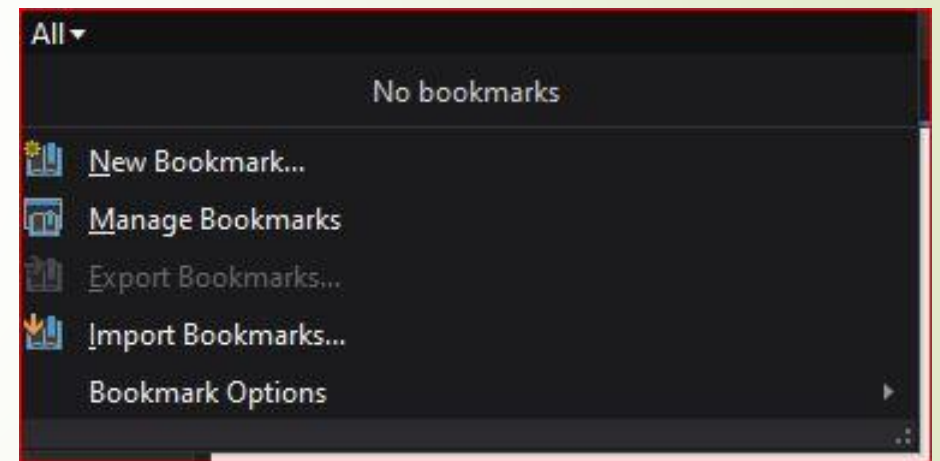 All
No bookmarks
New Bookmark...
Manage Bookmarks
Export Bookmarks...
Import Bookmarks...
Bookmark Options